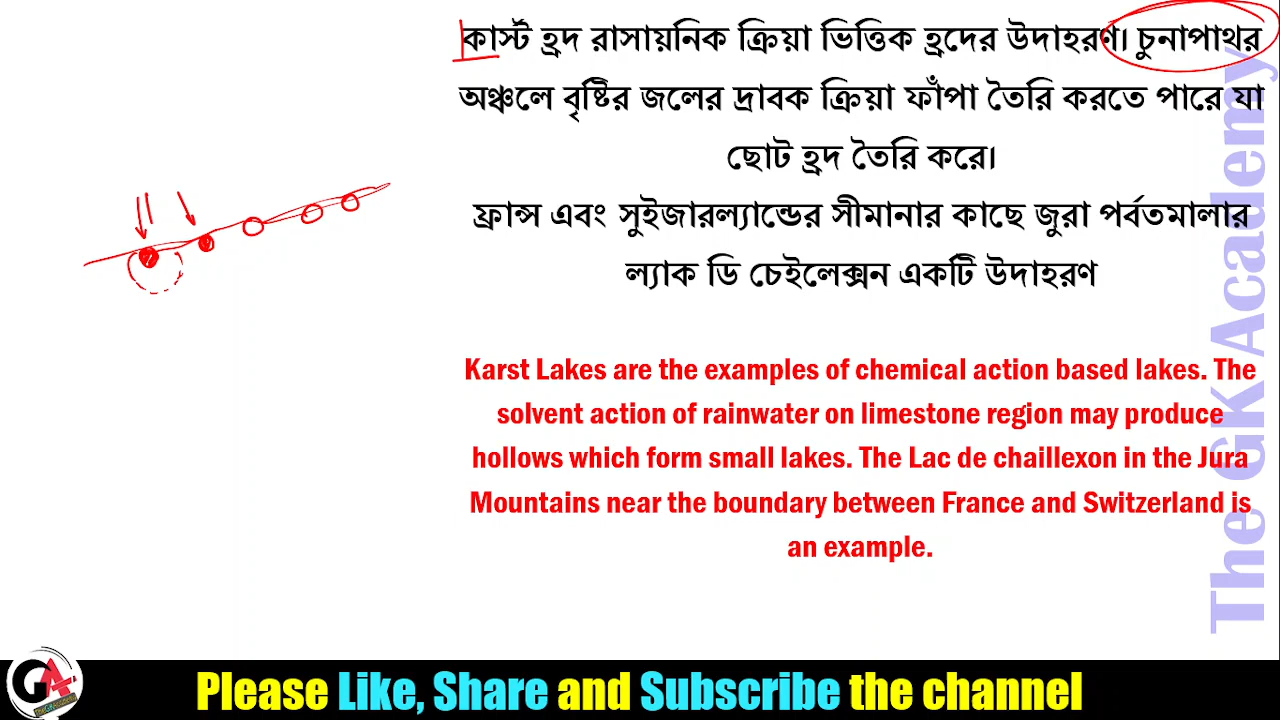 কার্স্ট হ্রদ রাসায়নিক ক্রিয়া ভিত্তিক হ্রদের উদাহরণ। চুনাপাথর
অঞ্চলে বৃষ্টির জলের দ্রাবক ক্রিয়া ফাঁপা তৈরি করতে পারে যা
ছোট হ্রদ তৈরি করে।
ফ্রান্স এবং সুইজারল্যান্ডের সীমানার কাছে জুরা পর্বতমালার
ল্যাক ডি চেইলেক্সন একটি উদাহরণ
Karst Lakes are the examples of chemical action based lakes. The
solvent action of rainwater on limestone region may produce
hollows which form small lakes. The Lac de chaillexon in the Jura
Mountains near the boundary between France and Switzerland is
an example.
The GK Academy
GA
Please Like, Share and Subscribe the channel